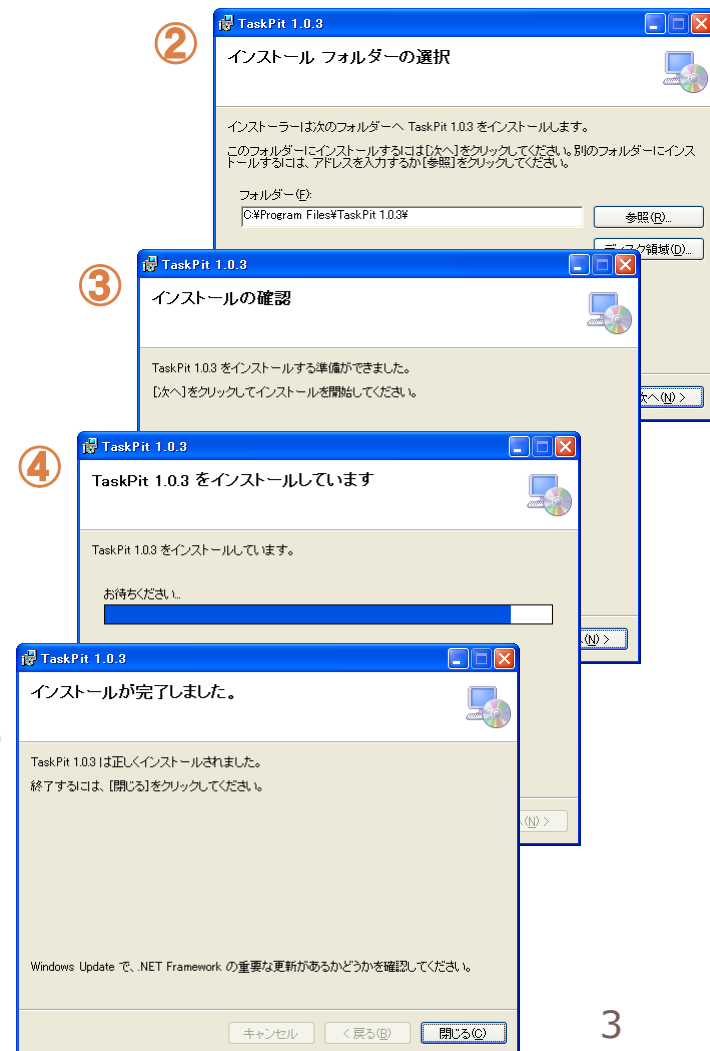 ②
TaskPit 1.0.3
インストール フォルダーの選択
インストーラーは次のフォルダーへ TaskPit 1.0.3 をインストールします。
このフォルダーにインストールするには[次へ]をクリックしてください。別のフォルダーにインス
トールするには、アドレスを入力するか[参照]をクリックしてください。
フォルダー(F):
C:¥Program Files¥TaskPit 1.0.3¥
参照(R)...
ディスク領域(D)...
次へ(N) >
③
TaskPit 1.0.3
インストールの確認
TaskPit 1.0.3 をインストールする準備ができました。
[次へ]をクリックしてインストールを開始してください。
(N) >
④
TaskPit 1.0.3
TaskPit 1.0.3 をインストールしています
TaskPit 1.0.3 をインストールしています。
お待ちください...
(N) >
TaskPit 1.0.3
インストールが完了しました。
TaskPit 1.0.3 は正しくインストールされました。
終了するには、[閉じる]をクリックしてください。
Windows Update で、.NET Framework の重要な更新があるかどうかを確認してください。
キャンセル
< 戻る(B)
閉じる(C)
3